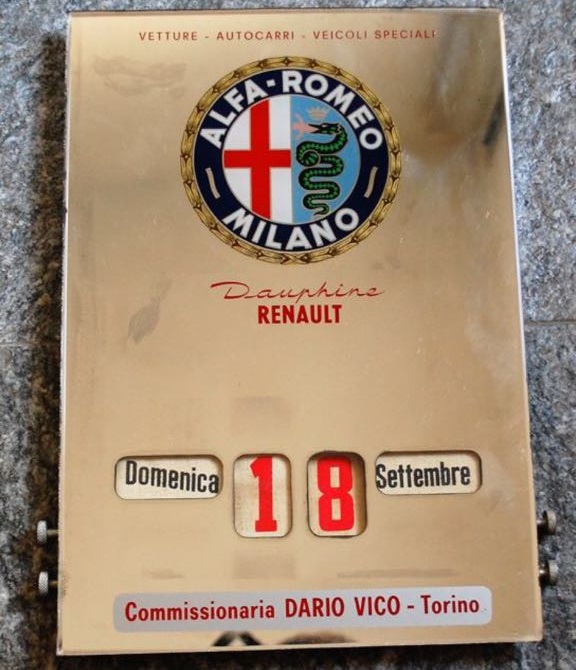 VETTURE - AUTOCARRI - VEICOLI SPECIALI
ALFA-ROMEO
MILANO
Dauphine
RENAULT
Domenica 18 Settembre
Commissionaria DARIO VICO - Torino